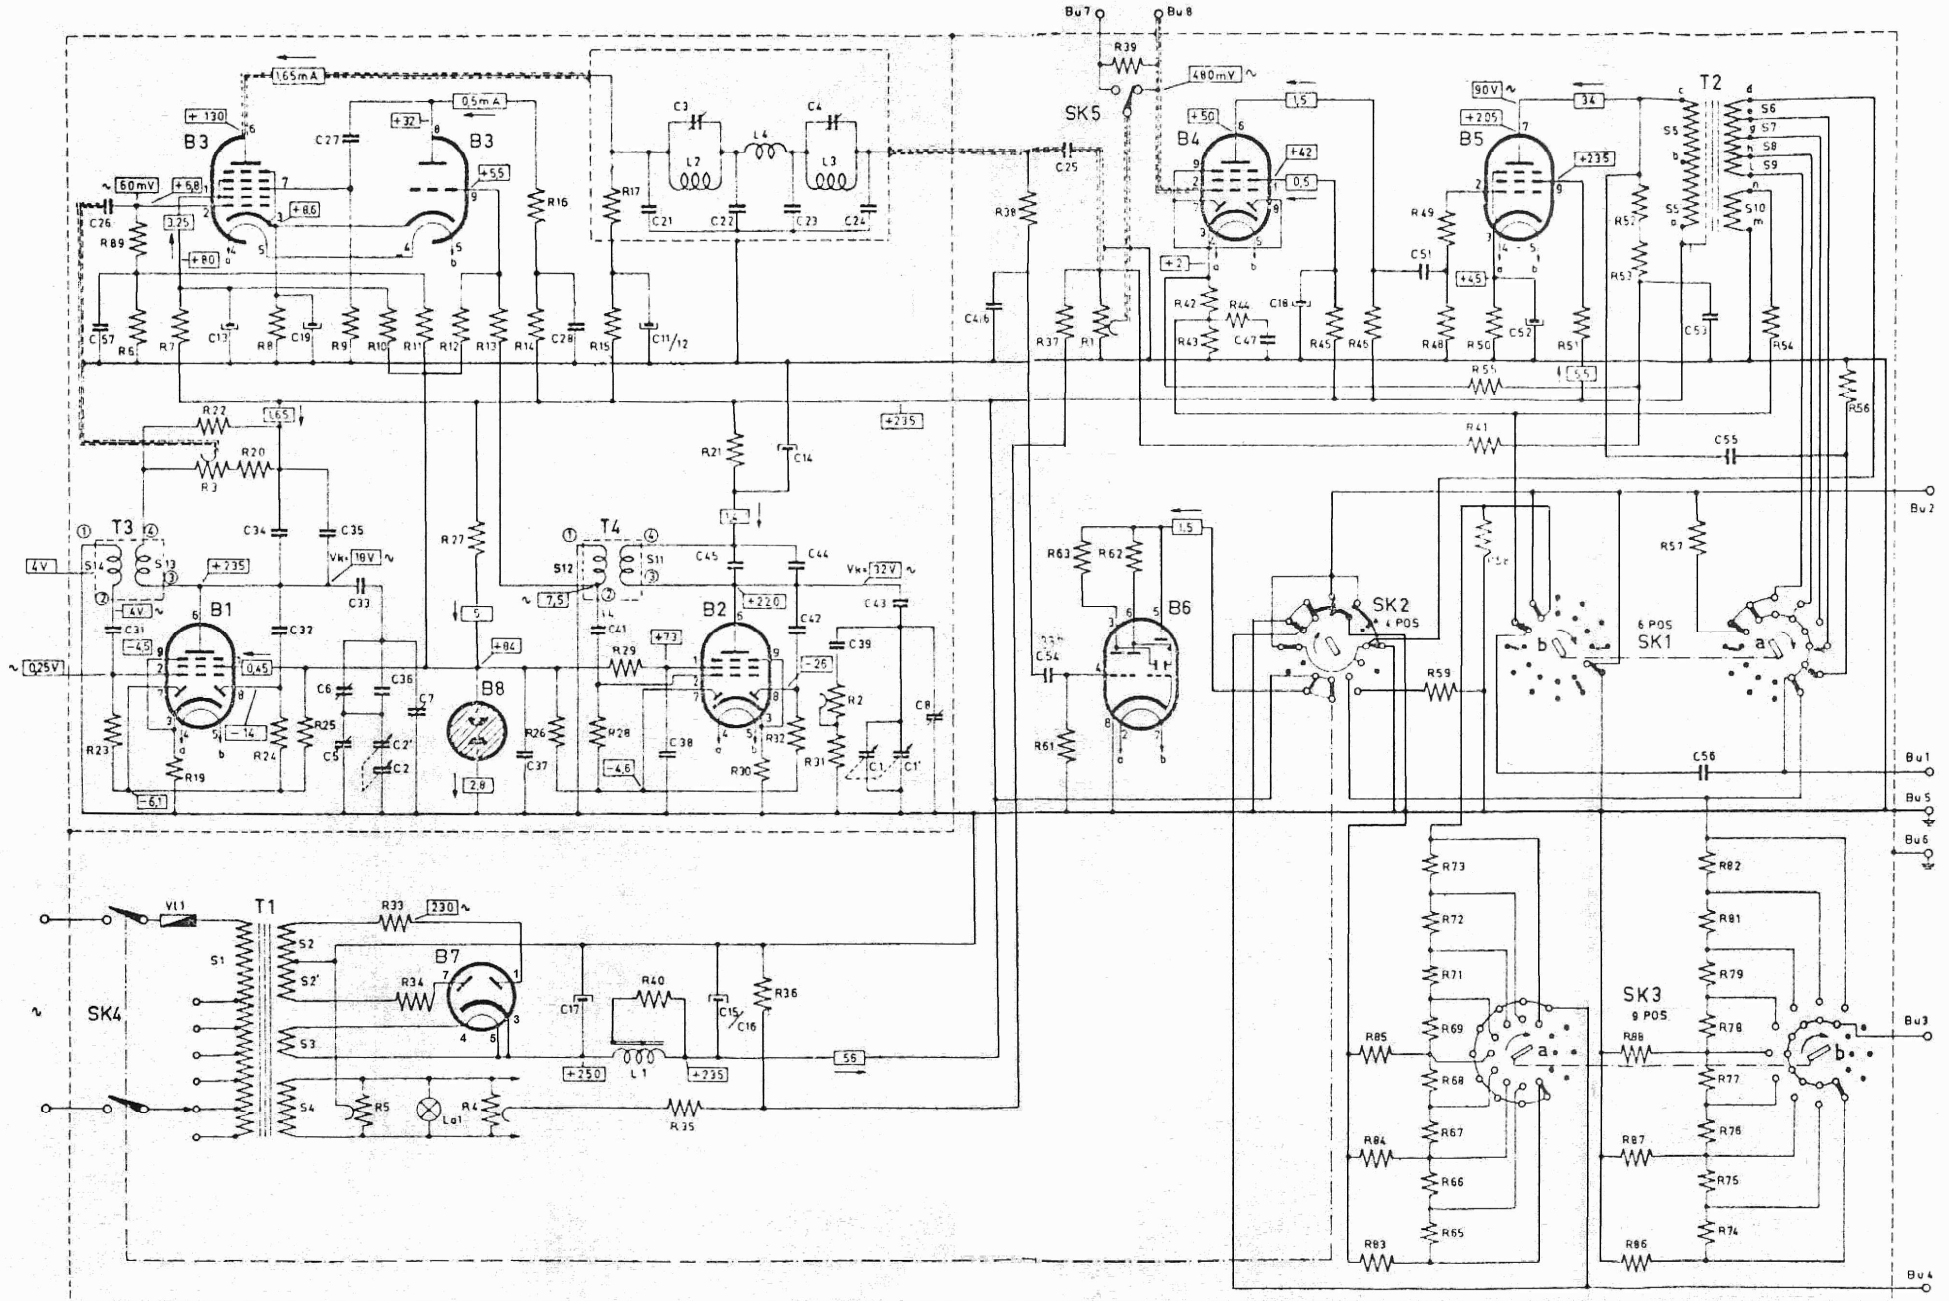 Bu7 Bu8
R39
1,65mA
0,5mA
480mV ~
1,5
90V ~
34
T2
c d
S6
S7
S8
S9
S5
b
S5
a
n
S10
m
+130
B3
+32
B3
C3
C4
L4
L2
L3
SK5
C25
+50
B4
+42
0,5
+205
B5
+235
C27
~ 60mV
+6,8
+5,5
C26
3,25
+8,6
R89
+80
R16
R17
C21
C22
C23
C24
R38
R49
R52
R53
C51
+2
+45
C57
R6
R7
C13
R8
C19
R9
R10
R11
R12
R13
R14
C28
R15
C11/12
R37
R1
R42
R44
R43
C47
C18
R45
R46
R48
R50
C52
R51
C53
R54
R55
5,5
R56
R22
1,65
+235
R41
C55
R20
R3
R21
C14
Bu2
T3
C34
C35
R27
T4
R63
R62
1,5
R57
4V
S14
S13
+235
Vk= 18V ~
S12
S11
C45
C44
Vk= 32V ~
C33
7,5
+220
C43
4V ~
B1
B2
B6
SK2
4 POS
6 POS
SK1
b
a
C31
-4,5
C32
5
C41
C42
C39
+73
C54
~ 0,25V
0,45
+84
R29
-26
R59
C6
C36
C7
B8
R2
C8
R23
-14
R24
R25
C5
C2'
C2
R26
C37
R28
C38
R32
R31
C1
C1'
R61
R19
R30
-4,6
-6,1
2,8
C56
Bu1
Bu5
Bu6
R73
R82
Vl1
T1
R33
230 ~
R72
R81
S1
S2
S2'
B7
R34
R40
R36
R71
R79
~
SK4
C17
C15
C16
SK3
9 POS
R69
R78
Bu3
R85
R88
a
b
S3
L1
56
R68
R77
+250
+235
S4
R5
La1
R4
R35
R67
R76
R84
R87
R66
R75
R65
R74
R83
R86
Bu4